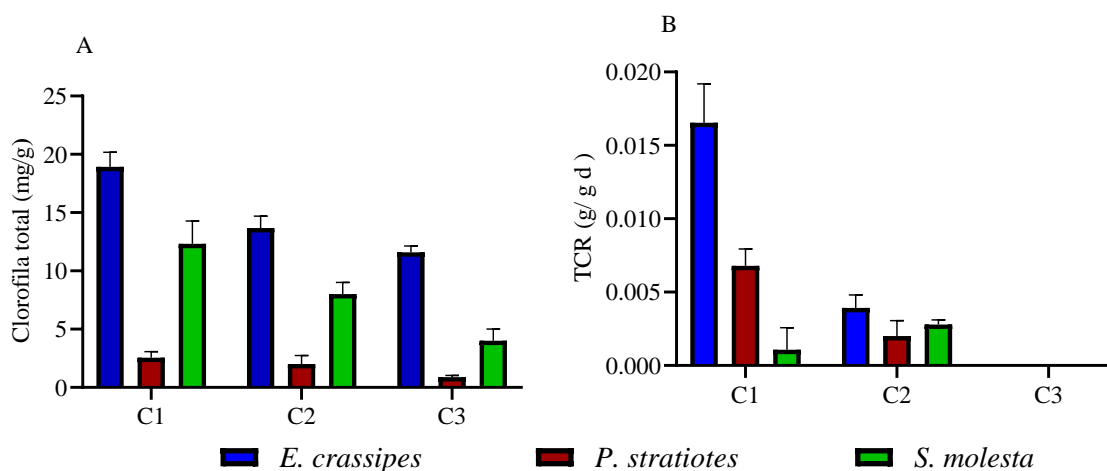 A
Clorofila total (mg/g)
25
20
15
10
5
0
C1 C2 C3
B
TCR (g/ g d )
0.020
0.015
0.010
0.005
0.000
C1 C2 C3
E. crassipes P. stratiotes S. molesta